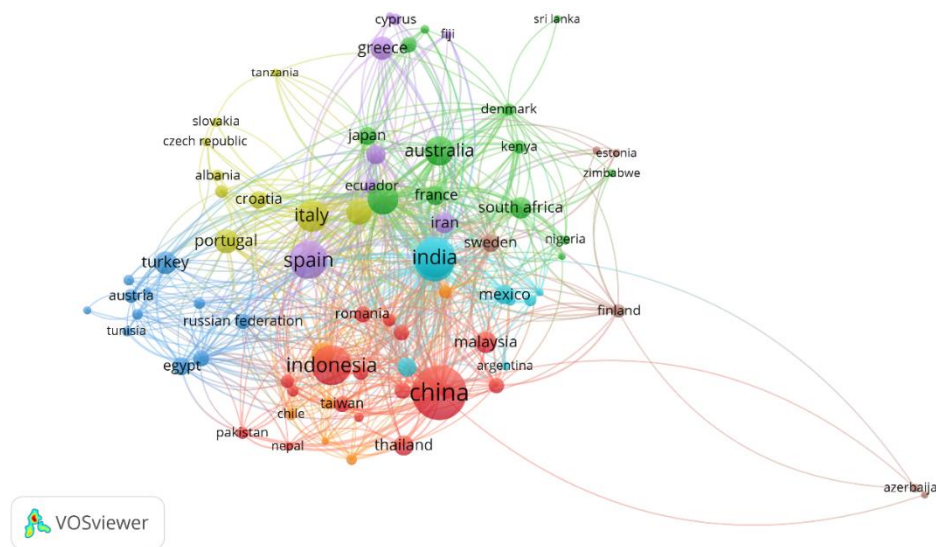 cyprus
sri lanka
fiji
greece
tanzania
denmark
slovakia
japan
czech republic
australia
kenya
estonia
zimbabwe
albania
ecuador
france
croatia
italy
south africa
iran
portugal
sweden
nigeria
turkey
spain
india
austria
mexico
romania
finland
tunisia
russian federation
malaysia
egypt
indonesia
argentina
china
chile
taiwan
pakistan
nepal
thailand
azerbaija
VOSviewer